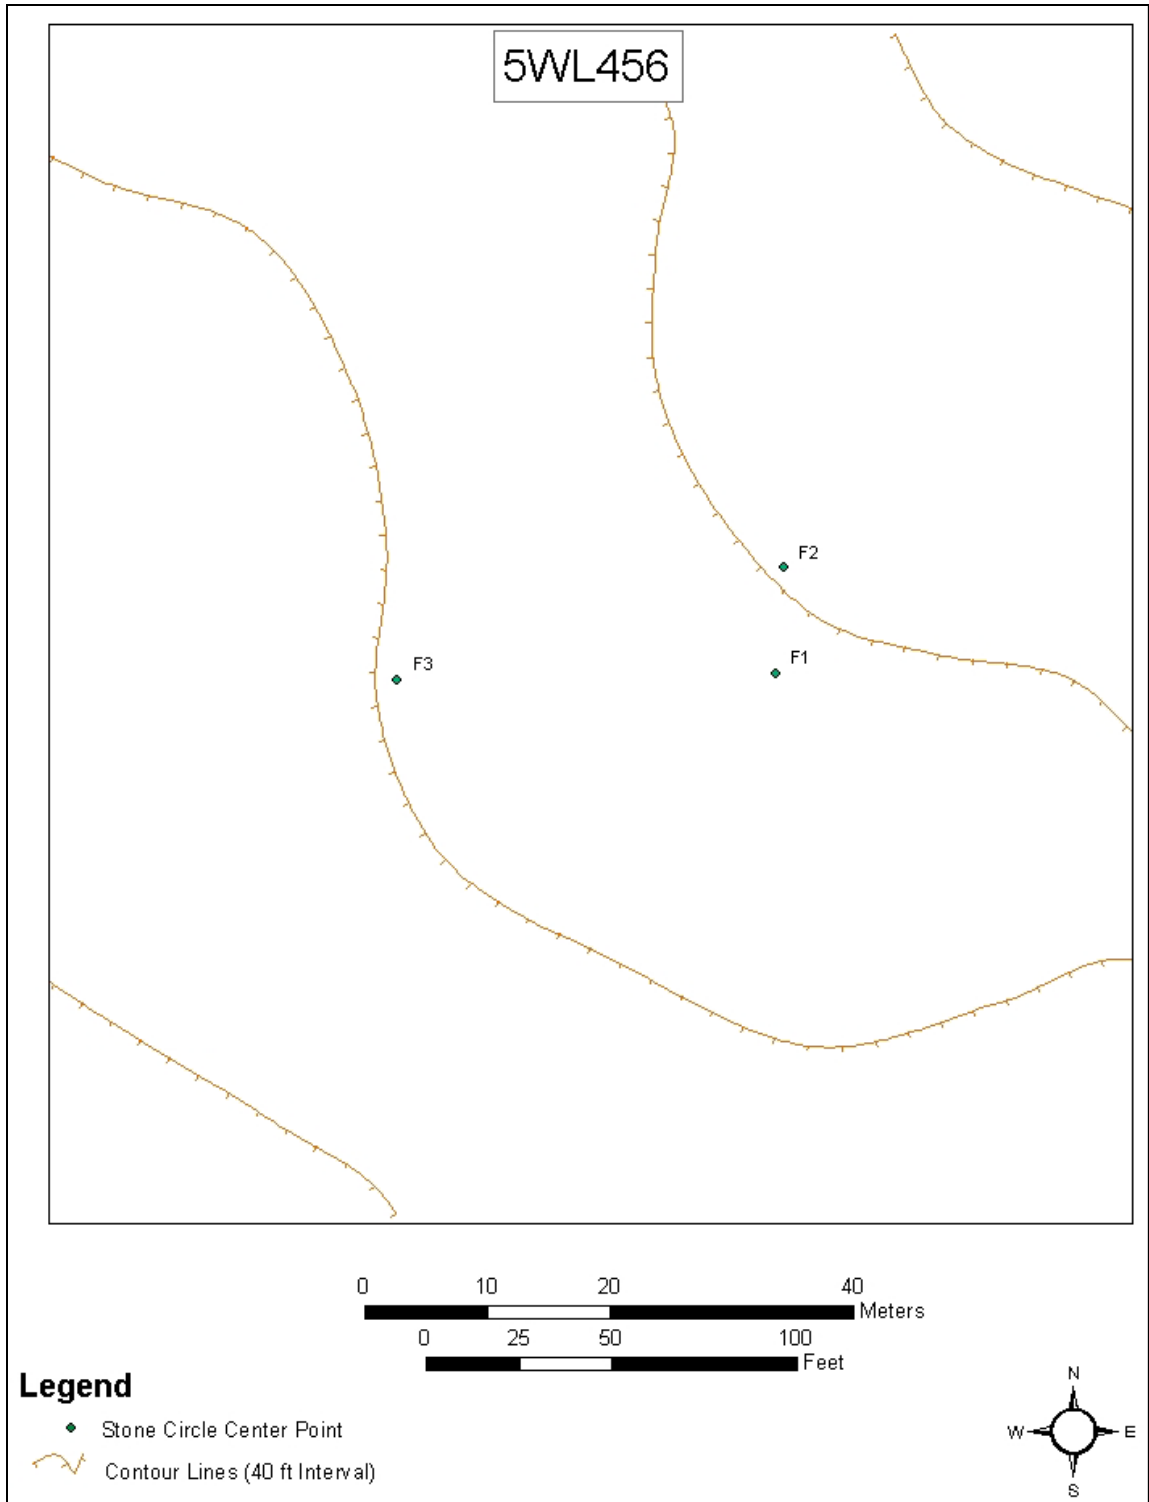 5WL456
F2
F1
F3
0 10 20 40
Meters
0 25 50 100
Feet
Legend
Stone Circle Center Point
Contour Lines (40 ft Interval)
N
W E
S